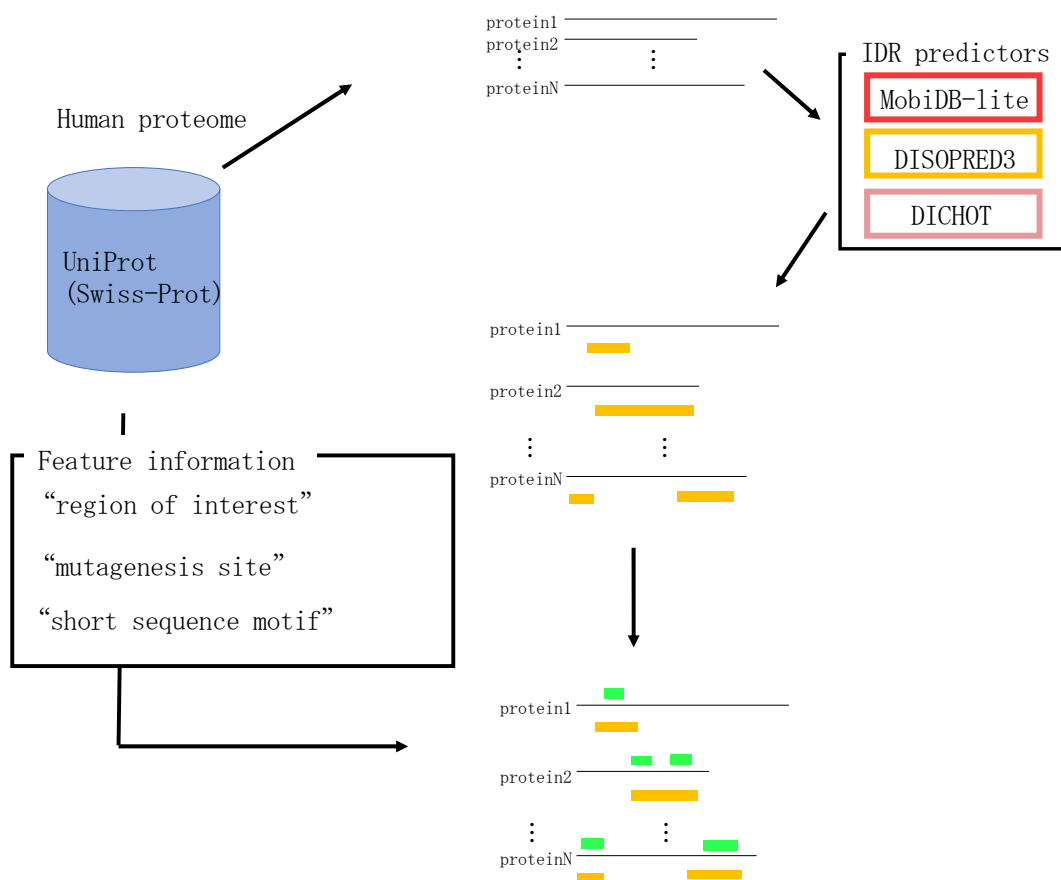 protein1
protein2
⋮ ⋮
proteinN
IDR predictors
MobiDB-lite
DISOPRED3
DICHOT
Human proteome
UniProt
(Swiss-Prot)
protein1
protein2
⋮ ⋮
proteinN
Feature information
“region of interest”
“mutagenesis site”
“short sequence motif”
protein1
protein2
⋮ ⋮
proteinN